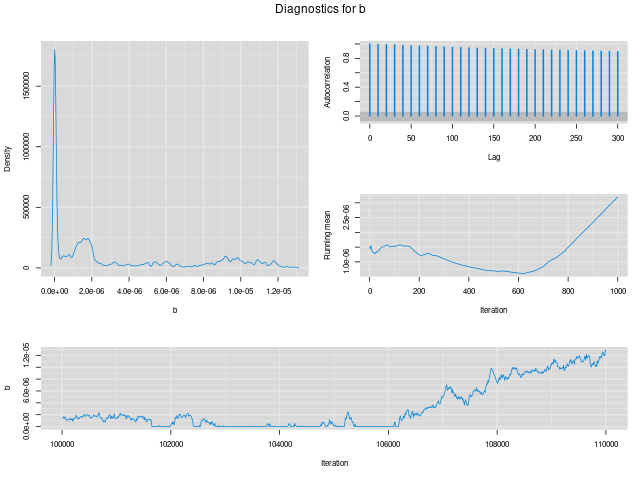 Diagnostics for b
Density
0 500000 1000000 1500000
0.0e+00 2.0e-06 4.0e-06 6.0e-06 8.0e-06 1.0e-05 1.2e-05
b
Autocorrelation
0.0 0.4 0.8
0 50 100 150 200 250 300
Lag
Running mean
1.0e-06 2.5e-06
0 200 400 600 800 1000
Iteration
b
0.0e+00 6.0e-06 1.2e-05
100000 102000 104000 106000 108000 110000
Iteration